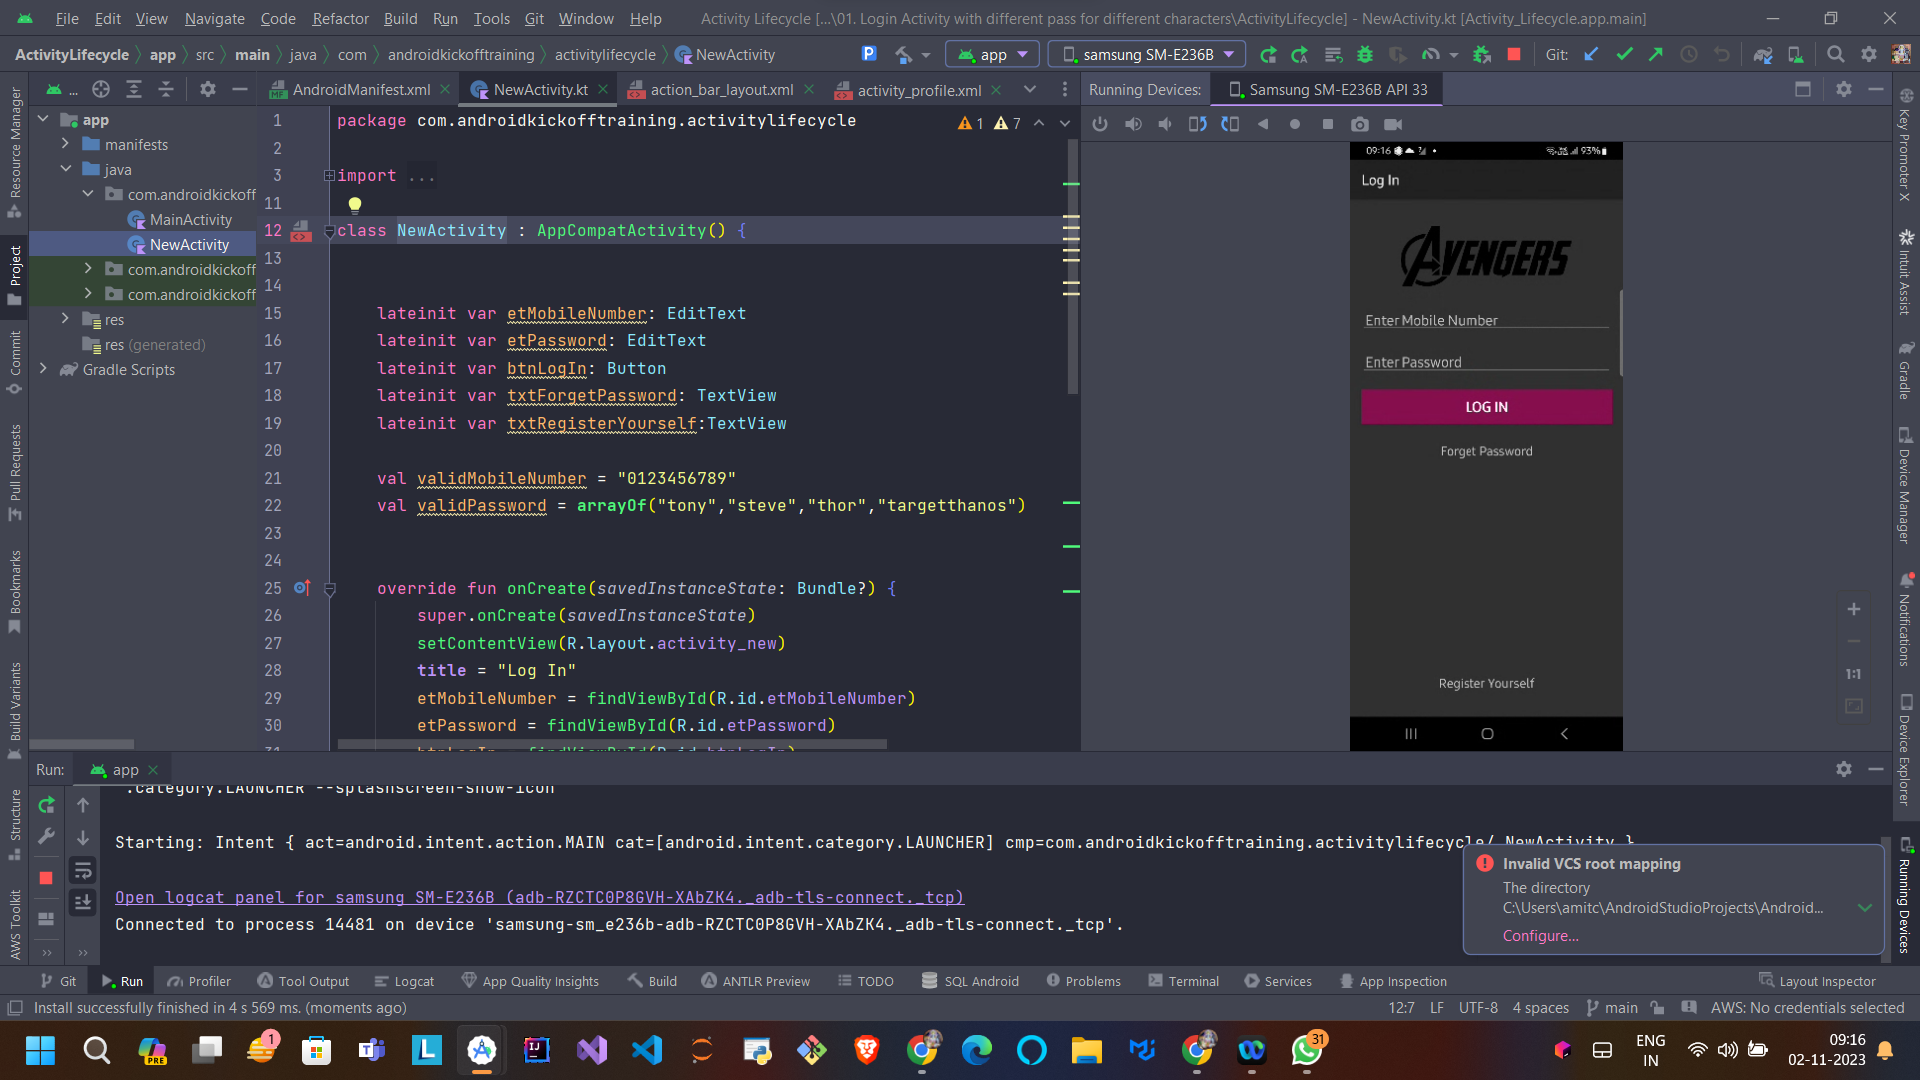 File Edit View Navigate Code Refactor Build Run Tools Git Window Help Activity Lifecycle [...\01. Login Activity with different pass for different characters\ActivityLifecycle] - NewActivity.kt [Activity_Lifecycle.app.main]
ActivityLifecycle app src main java com androidkickofftraining activitylifecycle NewActivity app samsung SM-E236B Git:
... AndroidManifest.xml NewActivity.kt action_bar_layout.xml activity_profile.xml Running Devices: Samsung SM-E236B API 33
Resource Manager
Project
Commit
Pull Requests
Bookmarks
Build Variants
Structure
AWS Toolkit
app
manifests
java
com.androidkickoff
MainActivity
NewActivity
com.androidkickoff
com.androidkickoff
res
res (generated)
Gradle Scripts
1 package com.androidkickofftraining.activitylifecycle 1 7
2
3 import ...
11
12 class NewActivity : AppCompatActivity() {
13
14
15 lateinit var etMobileNumber: EditText
16 lateinit var etPassword: EditText
17 lateinit var btnLogIn: Button
18 lateinit var txtForgetPassword: TextView
19 lateinit var txtRegisterYourself:TextView
20
21 val validMobileNumber = "0123456789"
22 val validPassword = arrayOf("tony","steve","thor","targetthanos")
23
24
25 override fun onCreate(savedInstanceState: Bundle?) {
26 super.onCreate(savedInstanceState)
27 setContentView(R.layout.activity_new)
28 title = "Log In"
29 etMobileNumber = findViewById(R.id.etMobileNumber)
30 etPassword = findViewById(R.id.etPassword)
31 btnLogIn = findViewById(R.id.btnLogIn)
09:16 93%
Log In
AVENGERS
Enter Mobile Number
Enter Password
LOG IN
Forget Password
Register Yourself
1:1
Key Promoter X
Intuit Assist
Gradle
Device Manager
Notifications
Device Explorer
Running Devices
Run: app
.category.LAUNCHER --splashscreen-show-icon
Starting: Intent { act=android.intent.action.MAIN cat=[android.intent.category.LAUNCHER] cmp=com.androidkickofftraining.activitylifecycle/.NewActivity }
Open logcat panel for samsung SM-E236B (adb-RZCTC0P8GVH-XAbZK4._adb-tls-connect._tcp)
Connected to process 14481 on device 'samsung-sm_e236b-adb-RZCTC0P8GVH-XAbZK4._adb-tls-connect._tcp'.
Invalid VCS root mapping
The directory
C:\Users\amitc\AndroidStudioProjects\Android...
Configure...
Git Run Profiler Tool Output Logcat App Quality Insights Build ANTLR Preview TODO SQL Android Problems Terminal Services App Inspection Layout Inspector
Install successfully finished in 4 s 569 ms. (moments ago) 12:7 LF UTF-8 4 spaces main AWS: No credentials selected
PRE 1 31 ENG
IN
09:16
02-11-2023